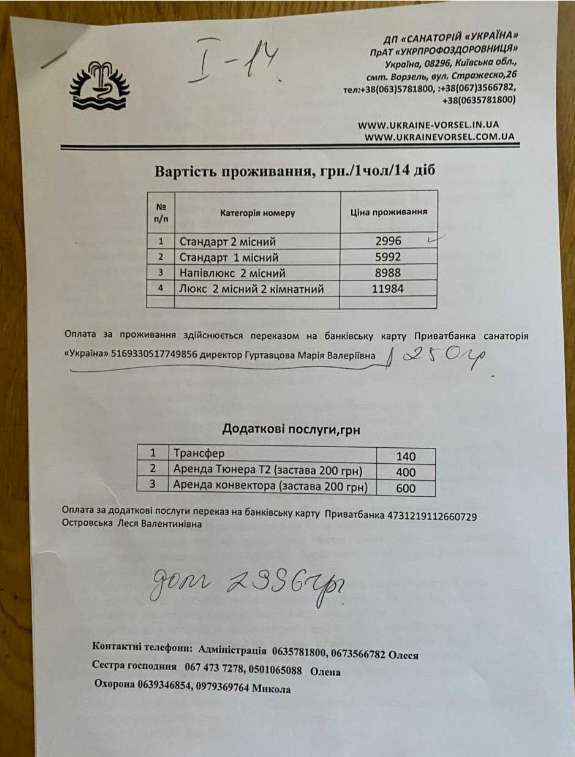 І-14
ДП «САНАТОРІЙ «УКРАЇНА»
ПрАТ «УКРПРОФОЗДОРОВНИЦЯ»
Україна, 08296, Київська обл.,
смт. Ворзель, вул. Стражеско,26
тел:+38(063)5781800, :+38(067)3566782,
+38(0635781800)
WWW.UKRAINE-VORSEL.IN.UA
WWW.UKRAINEVORSEL.COM.UA
Вартість проживання, грн./1чол/14 діб
№ п/п Категорія номеру Ціна проживання
1 Стандарт 2 місний 2996
2 Стандарт 1 місний 5992
3 Напівлюкс 2 місний 8988
4 Люкс 2 місний 2 кімнатний 11984
Оплата за проживання здійснюється переказом на банківську карту Приватбанка санаторія
«Україна» 5169330517749856 директор Гуртавцова Марія Валеріївна 250гр
Додаткові послуги,грн
1 Трансфер 140
2 Аренда Тюнера Т2 (застава 200 грн) 400
3 Аренда конвектора (застава 200 грн) 600
Оплата за додаткові послуги переказ на банківську карту Приватбанка 4731219112660729
Островська Леся Валентинівна
долг 2996грн
Контактні телефони: Адміністрація 0635781800, 0673566782 Олеся
Сестра господиня 067 473 7278, 0501065088 Олена
Охорона 0639346854, 0979369764 Микола